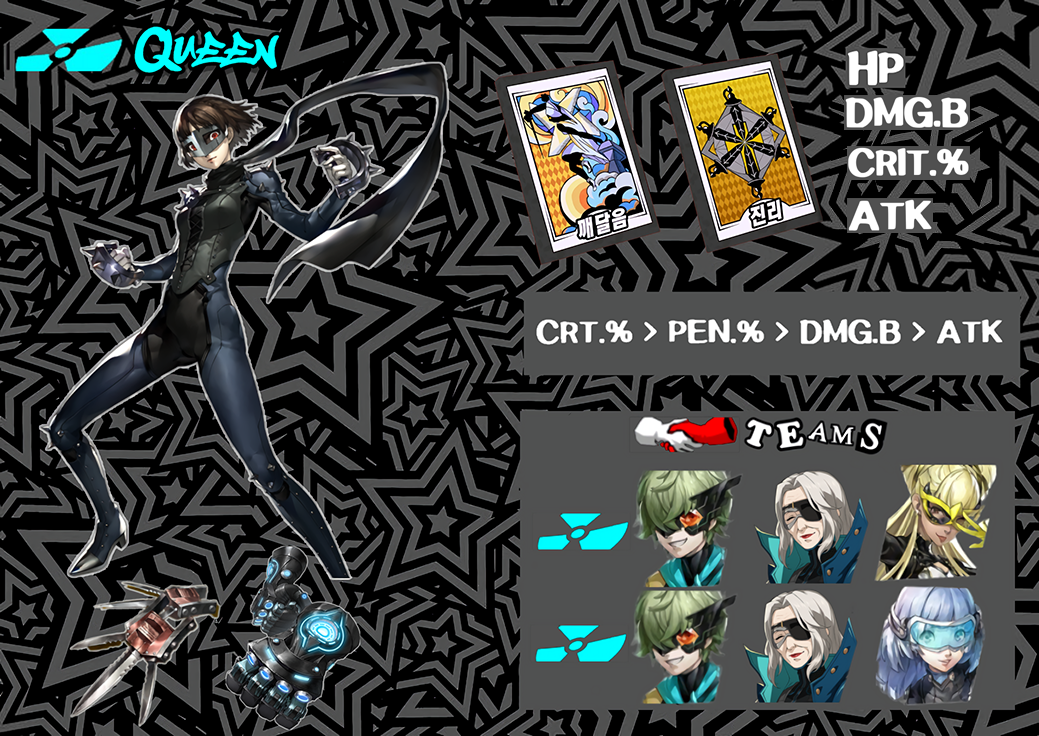 QUEEN
깨달음
진리
HP
DMG.B
CRIT.%
ATK
CRT.% > PEN.% > DMG.B > ATK
TEAMS